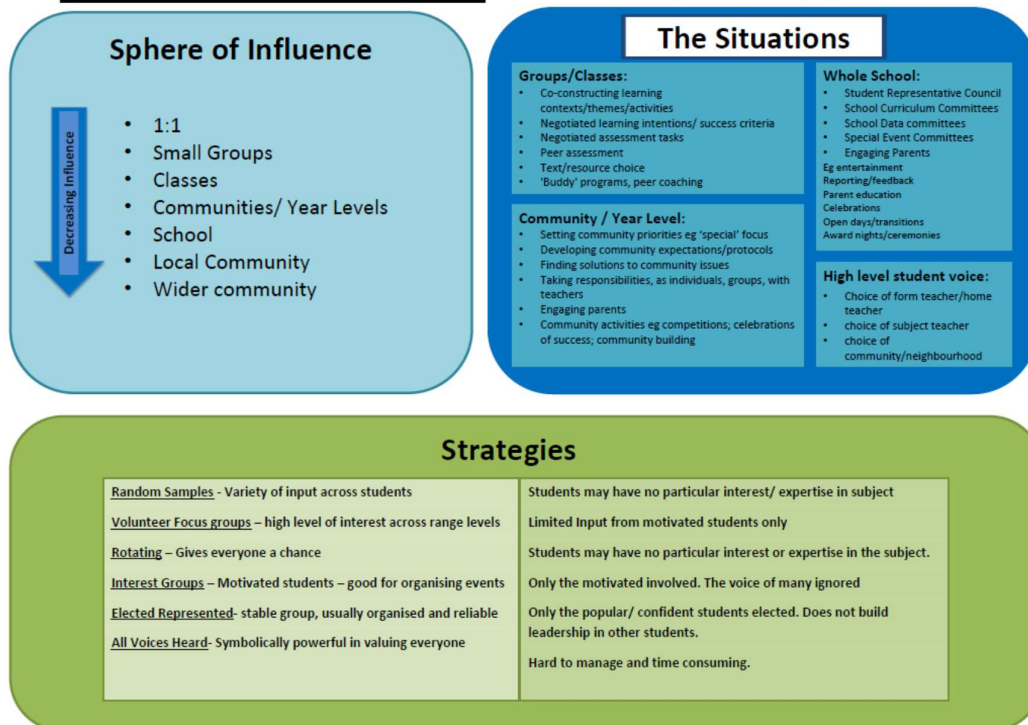 Sphere of Influence
Decreasing Influence
• 1:1
• Small Groups
• Classes
• Communities/ Year Levels
• School
• Local Community
• Wider community
The Situations
Groups/Classes:
• Co-constructing learning
contexts/themes/activities
• Negotiated learning intentions/ success criteria
• Negotiated assessment tasks
• Peer assessment
• Text/resource choice
• 'Buddy' programs, peer coaching
Community / Year Level:
• Setting community priorities eg 'special' focus
• Developing community expectations/protocols
• Finding solutions to community issues
• Taking responsibilities, as individuals, groups, with
teachers
• Engaging parents
• Community activities eg competitions; celebrations
of success; community building
Whole School:
• Student Representative Council
• School Curriculum Committees
• School Data committees
• Special Event Committees
• Engaging Parents
Eg entertainment
Reporting/feedback
Parent education
Celebrations
Open days/transitions
Award nights/ceremonies
High level student voice:
• Choice of form teacher/home
teacher
• choice of subject teacher
• choice of
community/neighbourhood
Strategies
Random Samples - Variety of input across students
Volunteer Focus groups – high level of interest across range levels
Rotating – Gives everyone a chance
Interest Groups – Motivated students – good for organising events
Elected Represented- stable group, usually organised and reliable
All Voices Heard- Symbolically powerful in valuing everyone
Students may have no particular interest/ expertise in subject
Limited Input from motivated students only
Students may have no particular interest or expertise in the subject.
Only the motivated involved. The voice of many ignored
Only the popular/ confident students elected. Does not build
leadership in other students.
Hard to manage and time consuming.